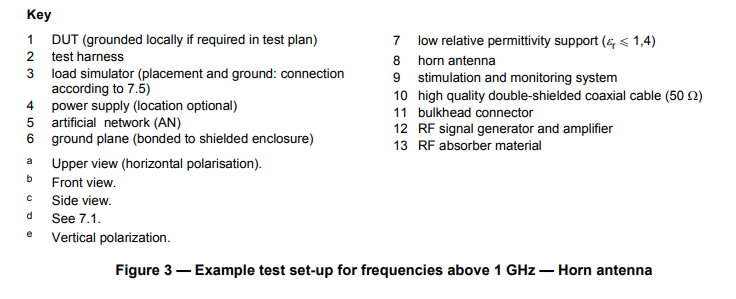 Key
1 DUT (grounded locally if required in test plan)
2 test harness
3 load simulator (placement and ground: connection
according to 7.5)
4 power supply (location optional)
5 artificial network (AN)
6 ground plane (bonded to shielded enclosure)
7 low relative permittivity support (εr ⩽ 1,4)
8 horn antenna
9 stimulation and monitoring system
10 high quality double-shielded coaxial cable (50 Ω)
11 bulkhead connector
12 RF signal generator and amplifier
13 RF absorber material
a Upper view (horizontal polarisation).
b Front view.
c Side view.
d See 7.1.
e Vertical polarization.
Figure 3 — Example test set-up for frequencies above 1 GHz — Horn antenna